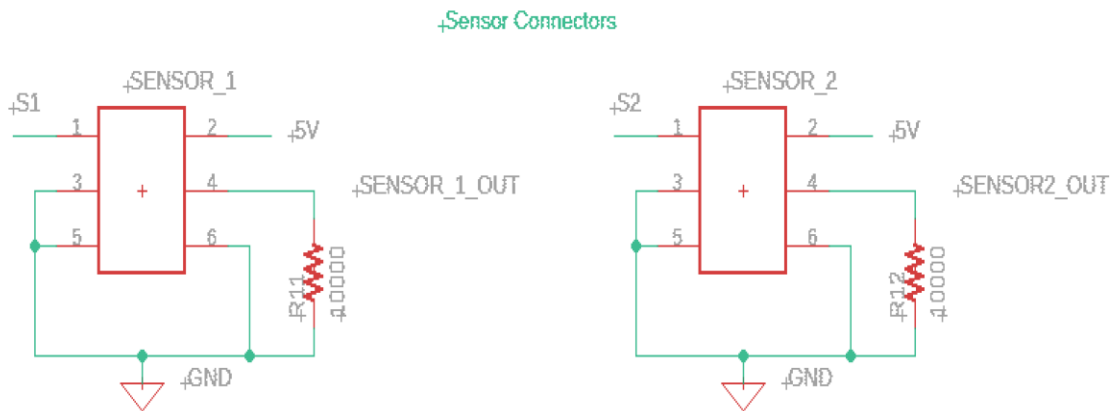 Sensor Connectors
SENSOR_1
S1
1
2
5V
3
4
SENSOR_1_OUT
5
6
R11
10000
GND
SENSOR_2
S2
1
2
5V
3
4
SENSOR2_OUT
5
6
R12
10000
GND